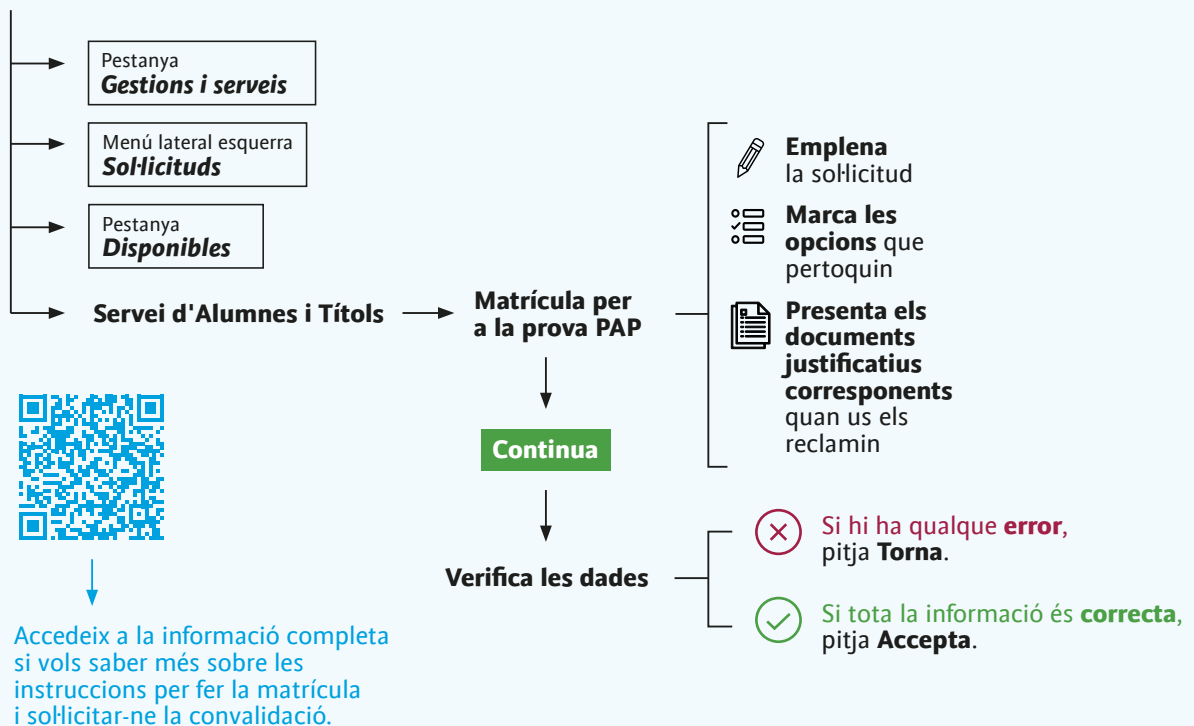 Pestanya
Gestions i serveis
Menú lateral esquerra
Sol·licituds
Pestanya
Disponibles
Servei d'Alumnes i Títols
Matrícula per
a la prova PAP
Emplena
la sol·licitud
Marca les
opcions que
pertoquin
Presenta els
documents
justificatius
corresponents
quan us els
reclamin
Continua
Verifica les dades
Si hi ha qualque error,
pitja Torna.
Si tota la informació és correcta,
pitja Accepta.
Accedeix a la informació completa
si vols saber més sobre les
instruccions per fer la matrícula
i sol·licitar-ne la convalidació.